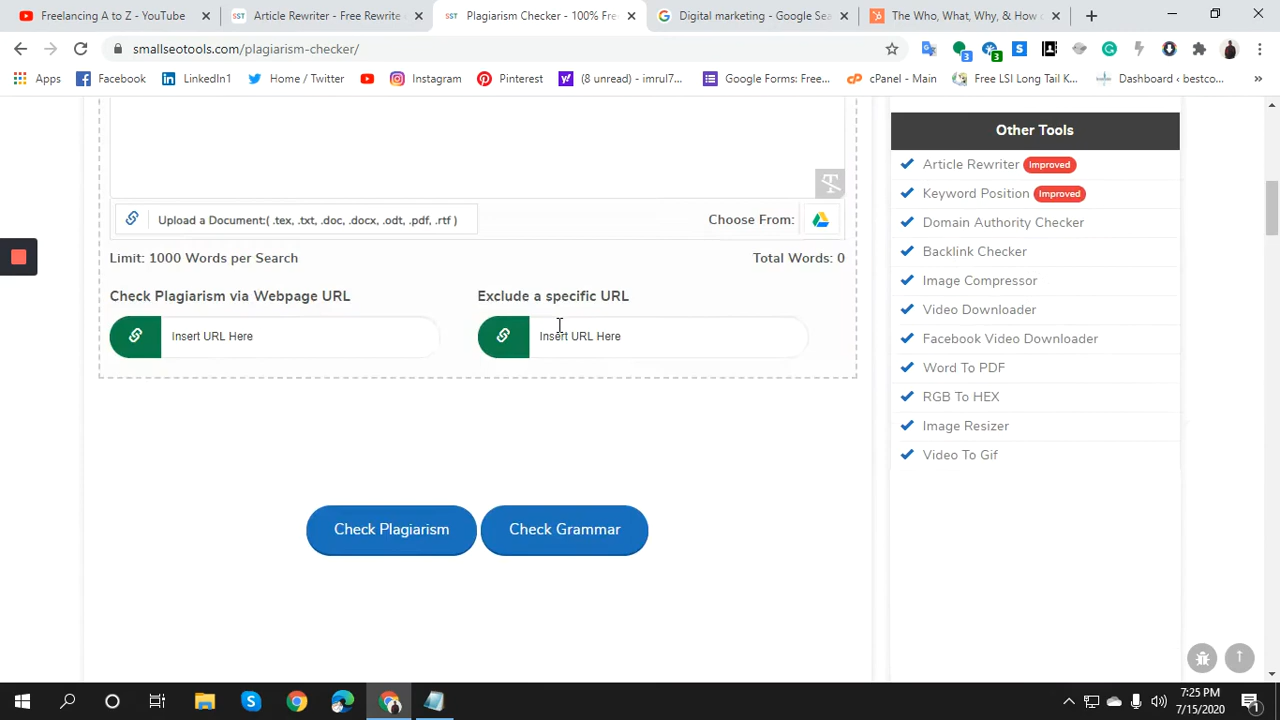 Freelancing A to Z - YouTube
Article Rewriter - Free Rewritin
Plagiarism Checker - 100% Free
Digital marketing - Google Sea
The Who, What, Why, & How o
smallseotools.com/plagiarism-checker/
3
3
Apps
Facebook
LinkedIn1
Home / Twitter
Instagram
Pinterest
(8 unread) - imrul7...
Google Forms: Free...
cPanel - Main
Free LSI Long Tail K...
Dashboard ‹ bestco...
Other Tools
Article Rewriter Improved
Keyword Position Improved
Domain Authority Checker
Backlink Checker
Image Compressor
Video Downloader
Facebook Video Downloader
Word To PDF
RGB To HEX
Image Resizer
Video To Gif
Upload a Document:( .tex, .txt, .doc, .docx, .odt, .pdf, .rtf )
Choose From:
Limit: 1000 Words per Search
Total Words: 0
Check Plagiarism via Webpage URL
Exclude a specific URL
Insert URL Here
Insert URL Here
Check Plagiarism
Check Grammar
7:25 PM
7/15/2020
1